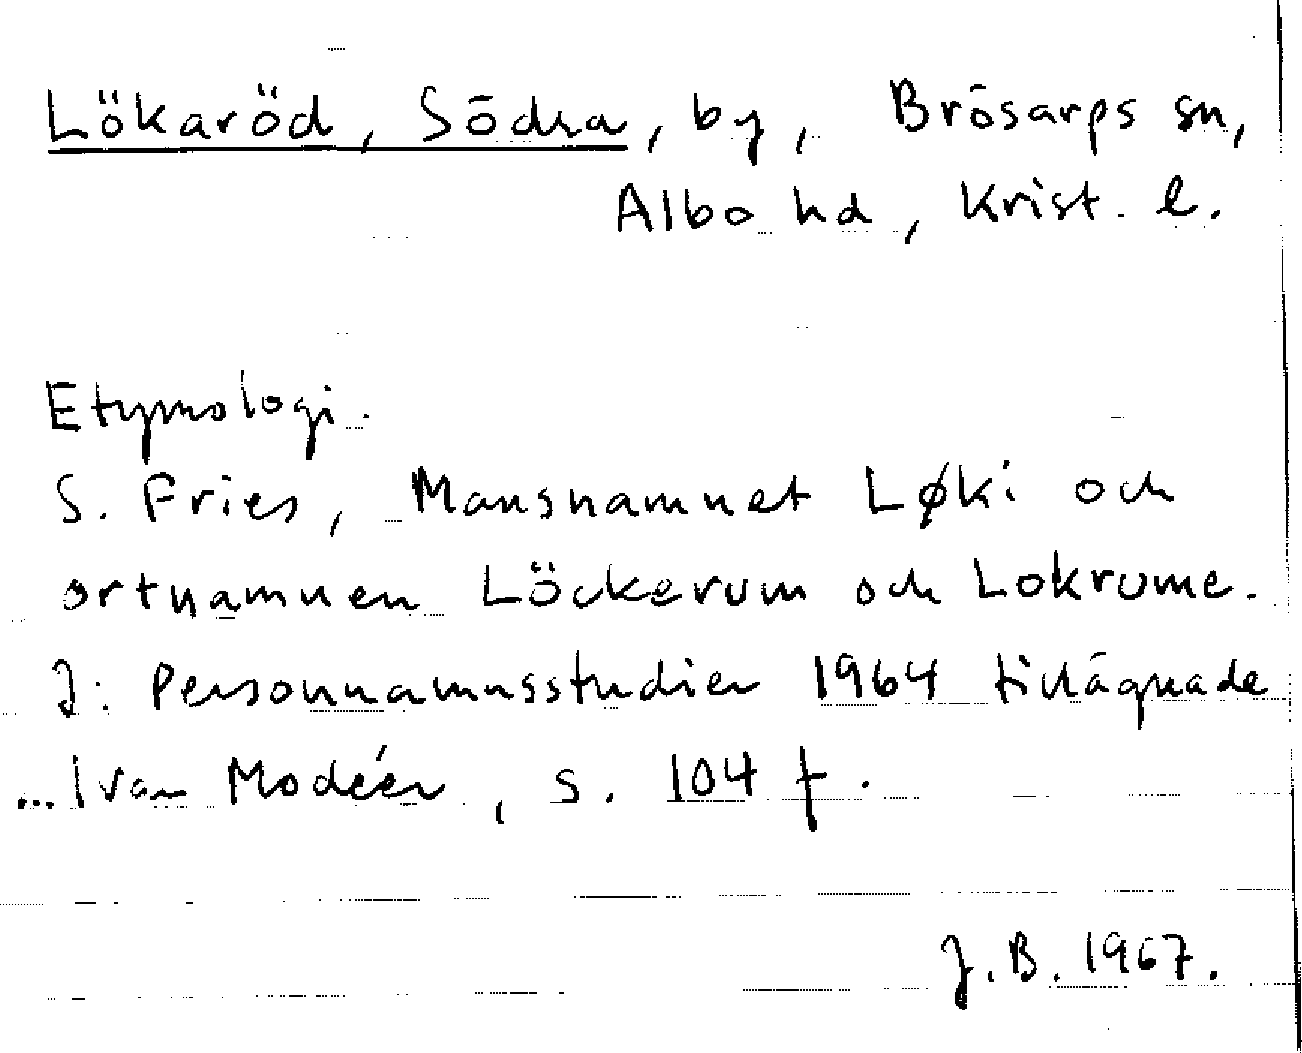 Lökaröd, Södra, by, Brösarps sn,
Albo hd, Krist. l.
Etymologi.
S. Fries, Mansnamnet Løki och
ortnamnen Löckerum och Lokrume.
I: Personnamnsstudier 1964 tillägnade
... Ivar Modéer, s. 104 f.
J.B. 1967.